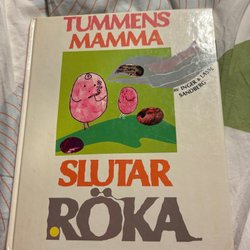 TUMMENS
MAMMA
AV INGER & LASSE
SANDBERG
SLUTAR
RÖKA